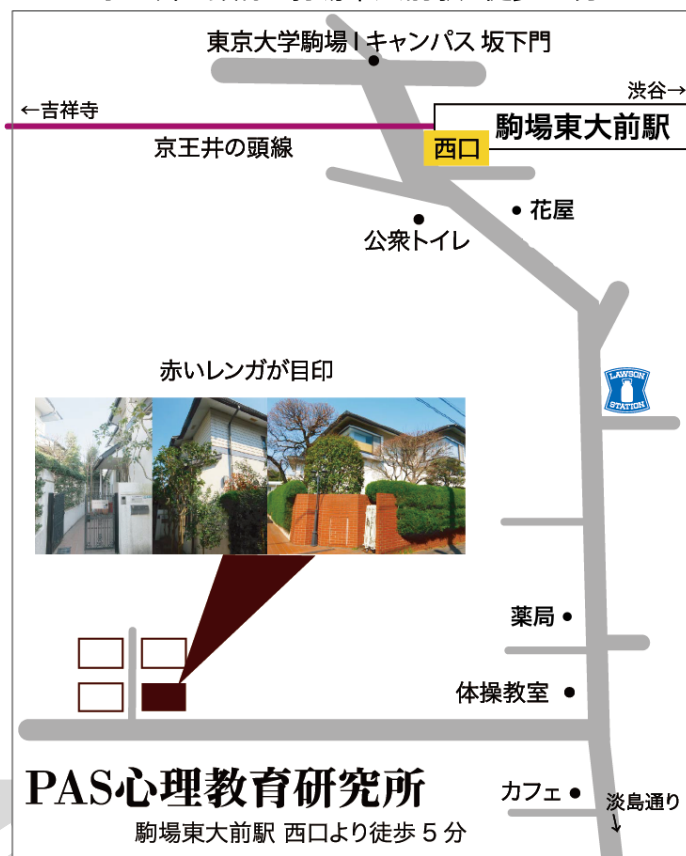 東京大学駒場Iキャンパス 坂下門
渋谷→
←吉祥寺
駒場東大前駅
京王井の頭線
西口
花屋
公衆トイレ
赤いレンガが目印
LAWSON
STATION
薬局
体操教室
PAS心理教育研究所
カフェ
淡島通り
↓
駒場東大前駅 西口より徒歩5分